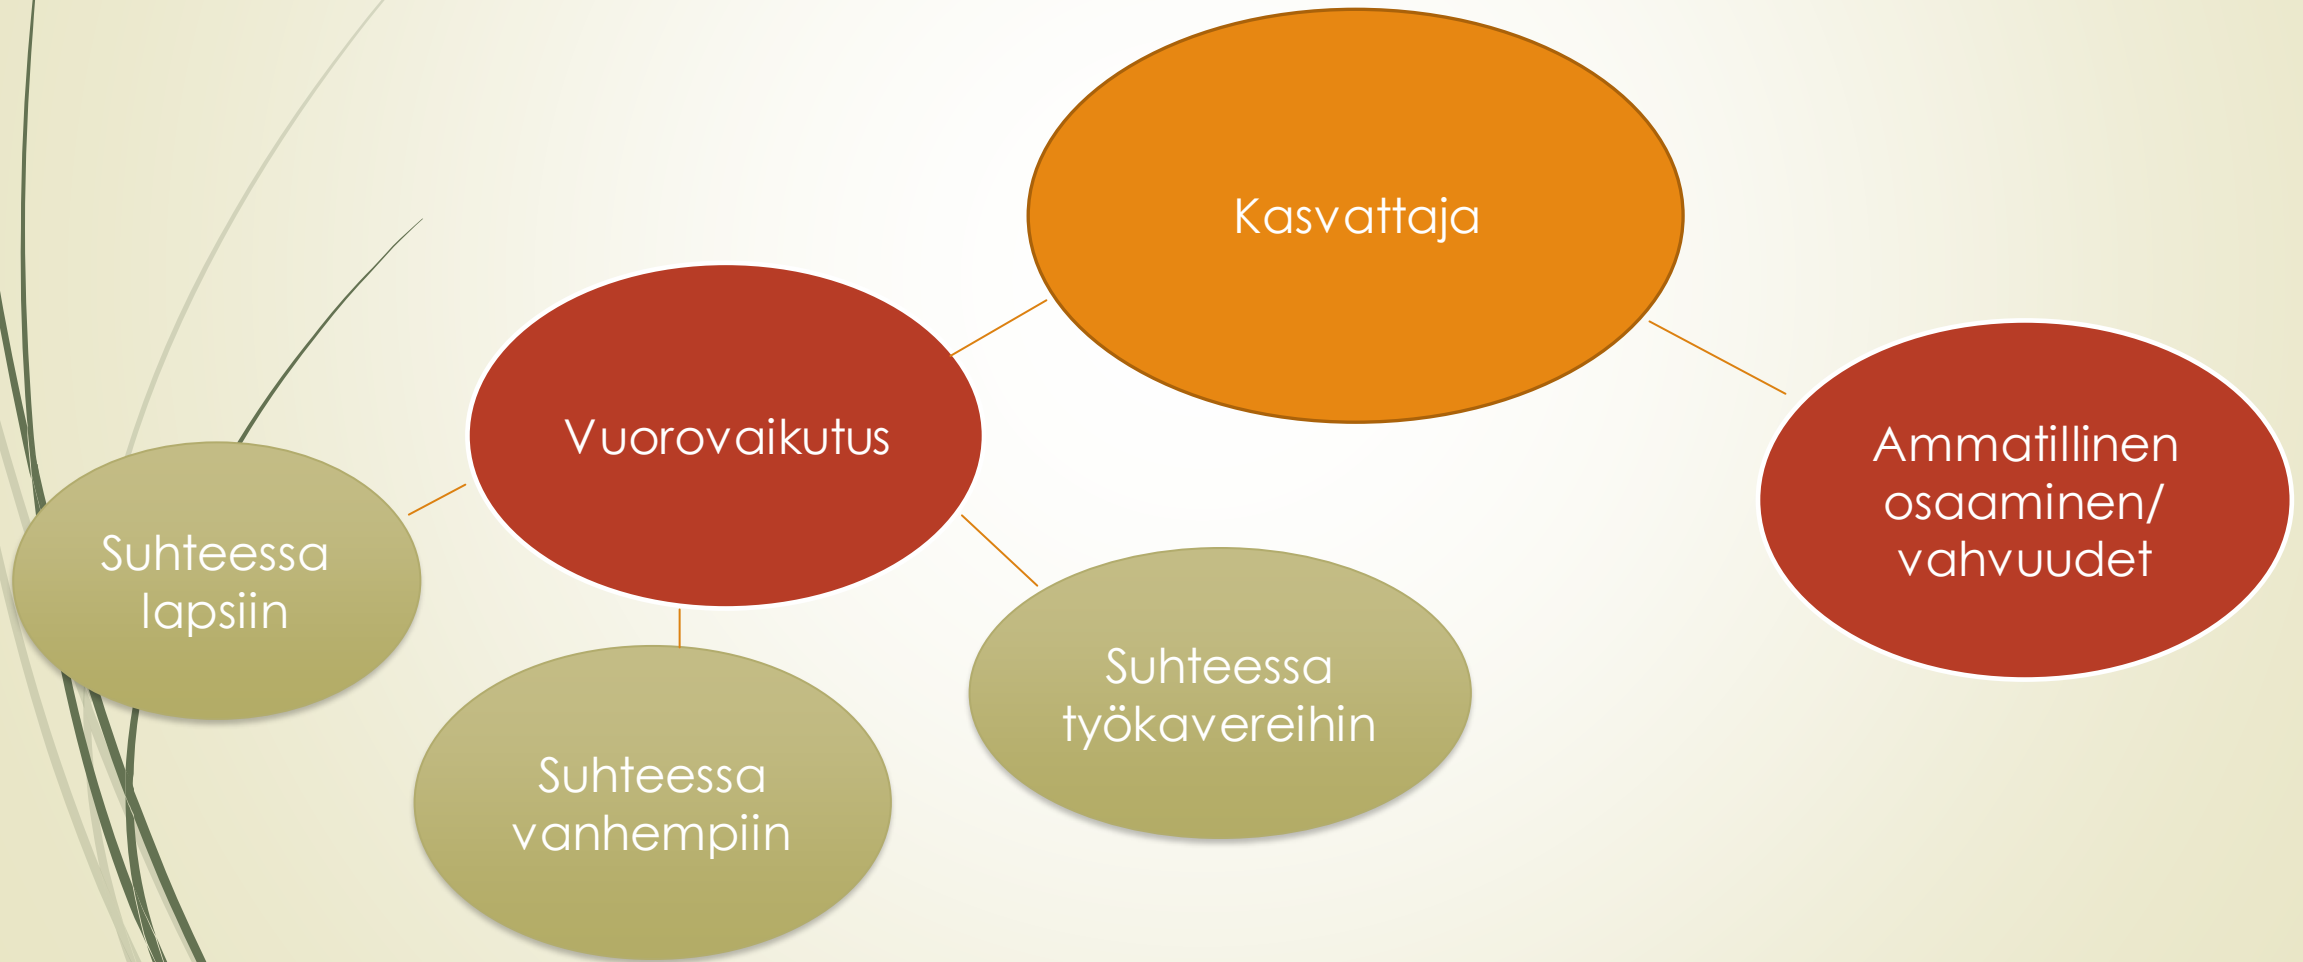 Kasvattaja
Vuorovaikutus
Ammatillinen
osaaminen/
vahvuudet
Suhteessa
lapsiin
Suhteessa
vanhempiin
Suhteessa
työkavereihin